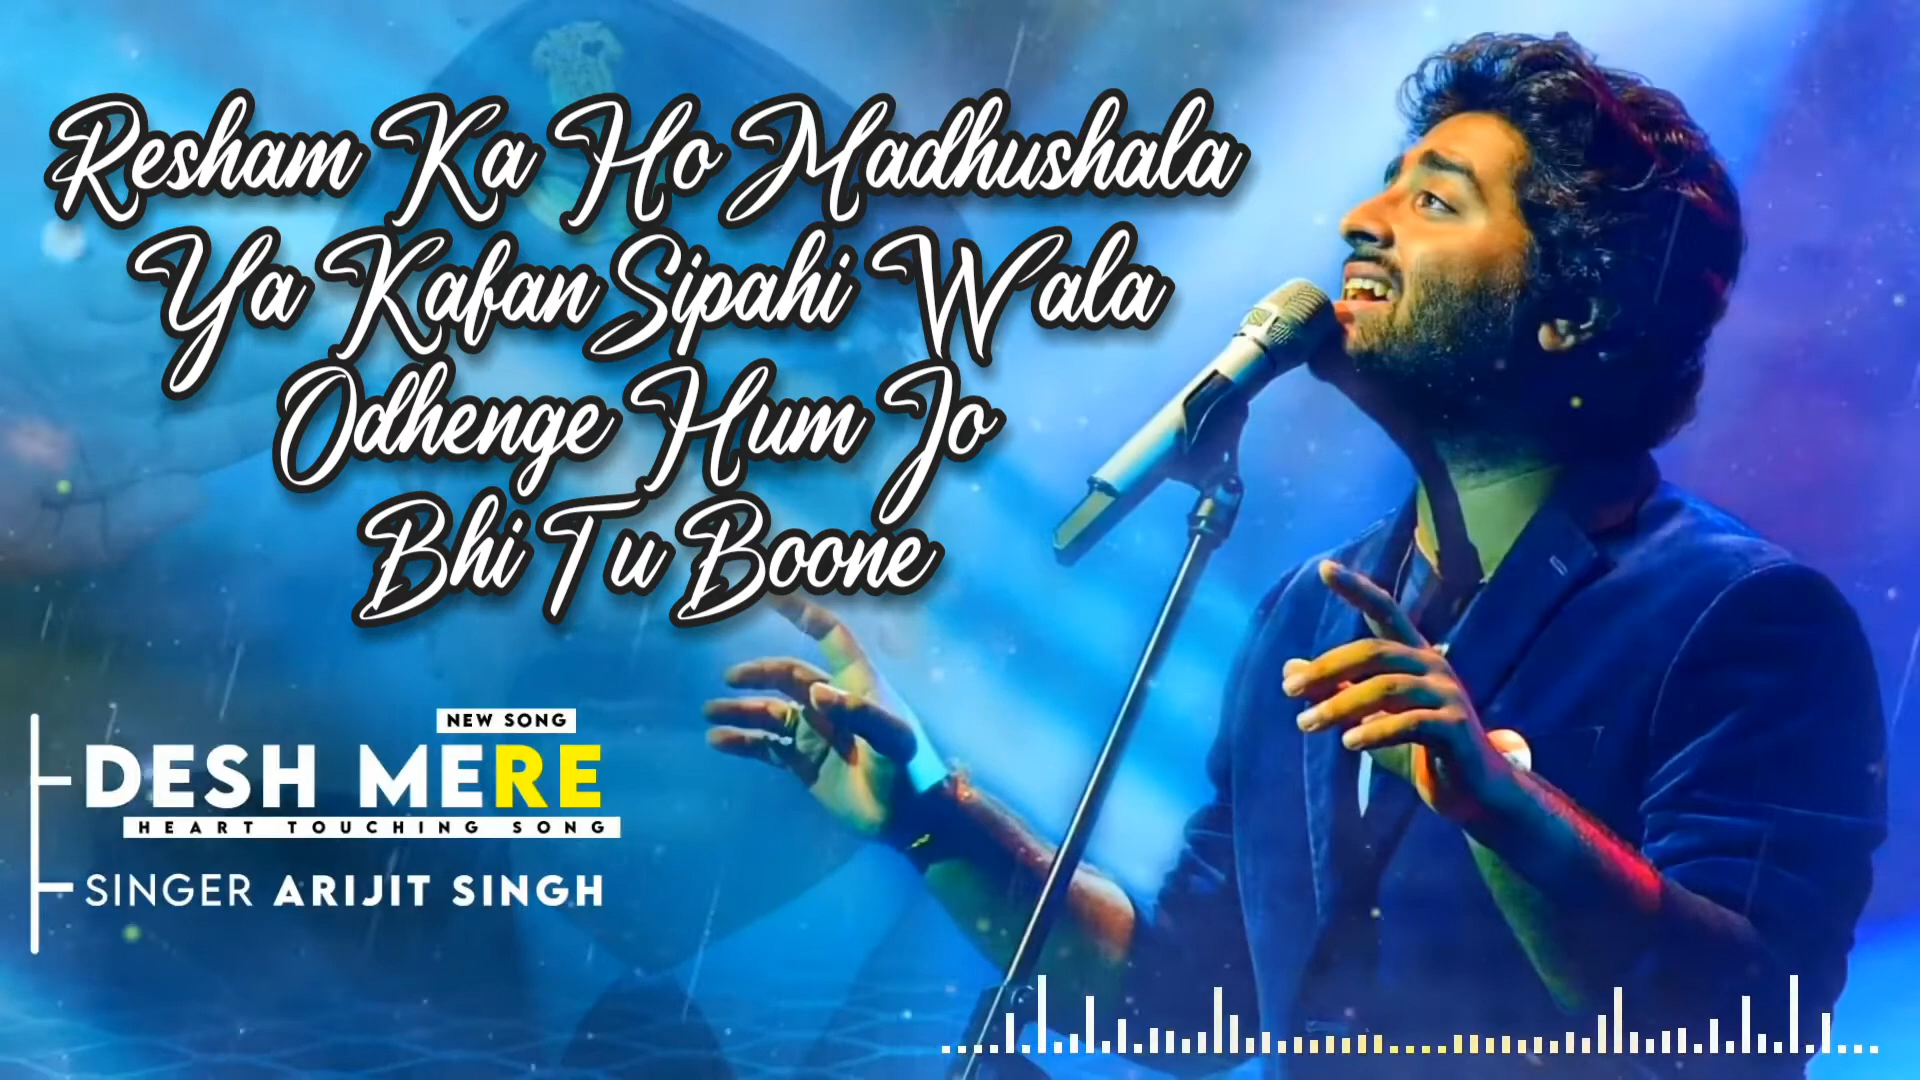 Resham Ka Ho Madhushala
Ya Kafan Sipahi Wala
Odhenge Hum Jo
Bhi Tu Boone
NEW SONG
DESH MERE
HEART TOUCHING SONG
SINGER ARIJIT SINGH